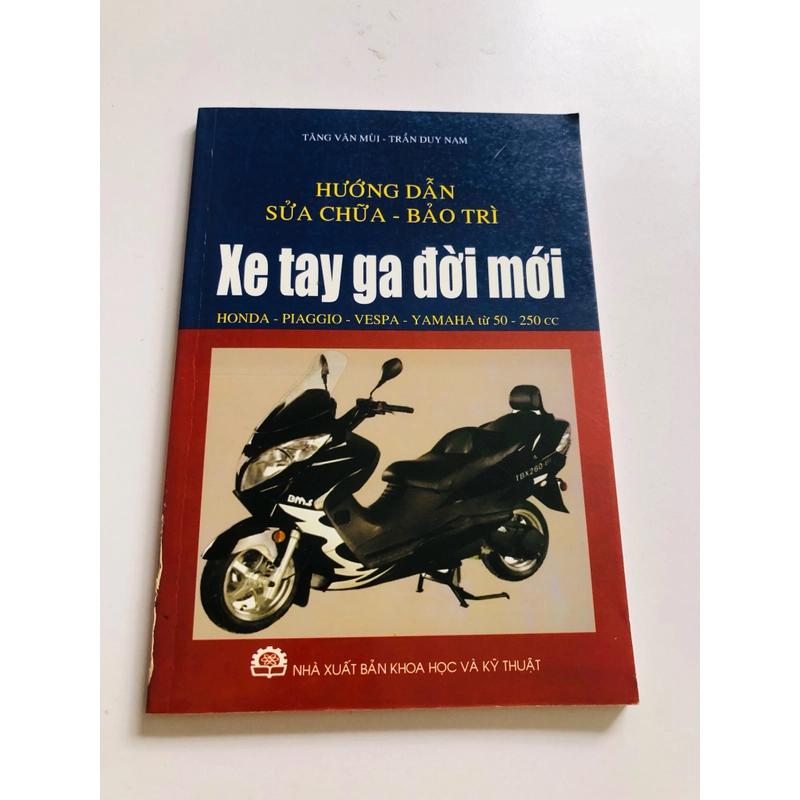 TĂNG VĂN MÙI - TRẦN DUY NAM
HƯỚNG DẪN
SỬA CHỮA - BẢO TRÌ
Xe tay ga đời mới
HONDA - PIAGGIO - VESPA - YAMAHA từ 50 - 250 CC
BMS
NHÀ XUẤT BẢN KHOA HỌC VÀ KỸ THUẬT